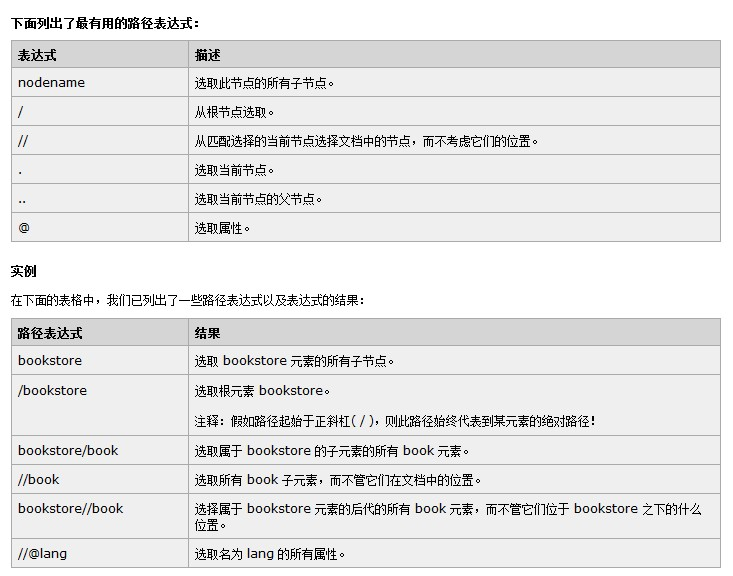 下面列出了最有用的路径表达式：
表达式 描述
nodename 选取此节点的所有子节点。
/ 从根节点选取。
// 从匹配选择的当前节点选择文档中的节点，而不考虑它们的位置。
. 选取当前节点。
.. 选取当前节点的父节点。
@ 选取属性。
实例
在下面的表格中，我们已列出了一些路径表达式以及表达式的结果：
路径表达式 结果
bookstore 选取 bookstore 元素的所有子节点。
/bookstore 选取根元素 bookstore。
注释：假如路径起始于正斜杠( / )，则此路径始终代表到某元素的绝对路径！
bookstore/book 选取属于 bookstore 的子元素的所有 book 元素。
//book 选取所有 book 子元素，而不管它们在文档中的位置。
bookstore//book 选择属于 bookstore 元素的后代的所有 book 元素，而不管它们位于 bookstore 之下的什么
位置。
//@lang 选取名为 lang 的所有属性。